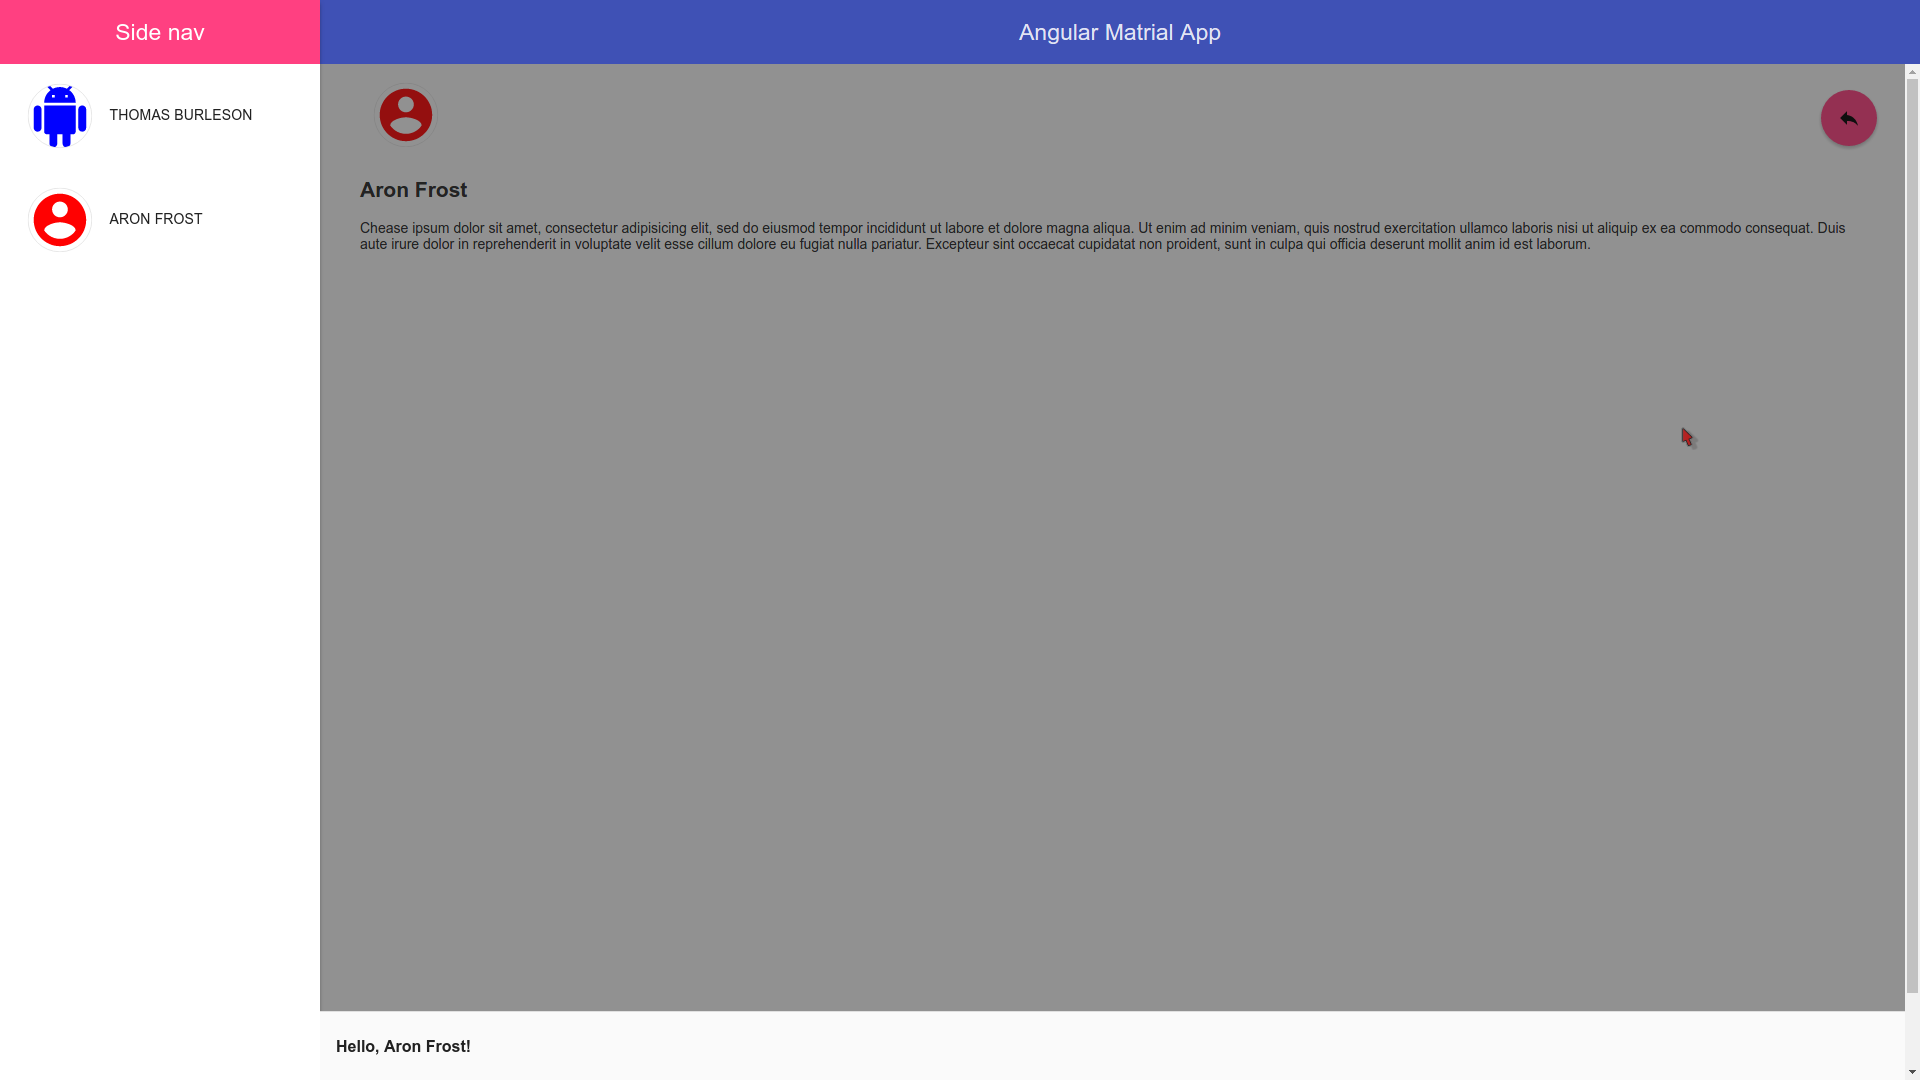 Side nav
Angular Matrial App
THOMAS BURLESON
ARON FROST
Aron Frost
Chease ipsum dolor sit amet, consectetur adipisicing elit, sed do eiusmod tempor incididunt ut labore et dolore magna aliqua. Ut enim ad minim veniam, quis nostrud exercitation ullamco laboris nisi ut aliquip ex ea commodo consequat. Duis
aute irure dolor in reprehenderit in voluptate velit esse cillum dolore eu fugiat nulla pariatur. Excepteur sint occaecat cupidatat non proident, sunt in culpa qui officia deserunt mollit anim id est laborum.
Hello, Aron Frost!